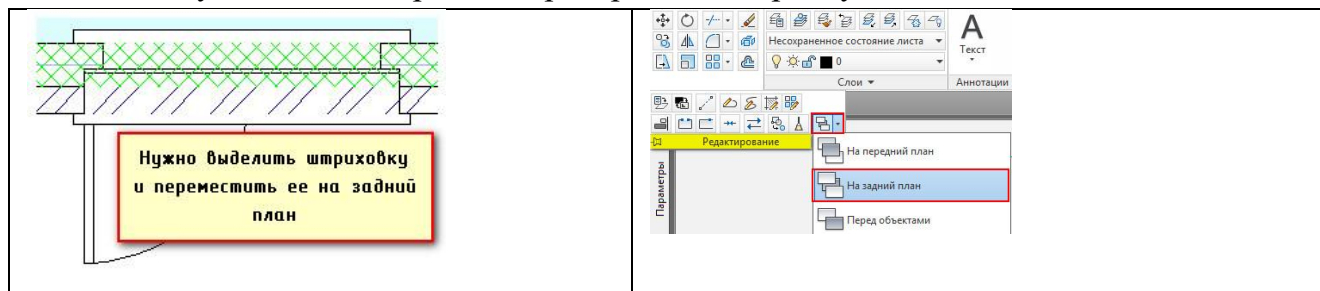 Нужно выделить штриховку
и переместить ее на задний
план
Несохраненное состояние листа
0
Слои
А
Текст
Аннотации
Редактирование
Параметры
На передний план
На задний план
Перед объектами